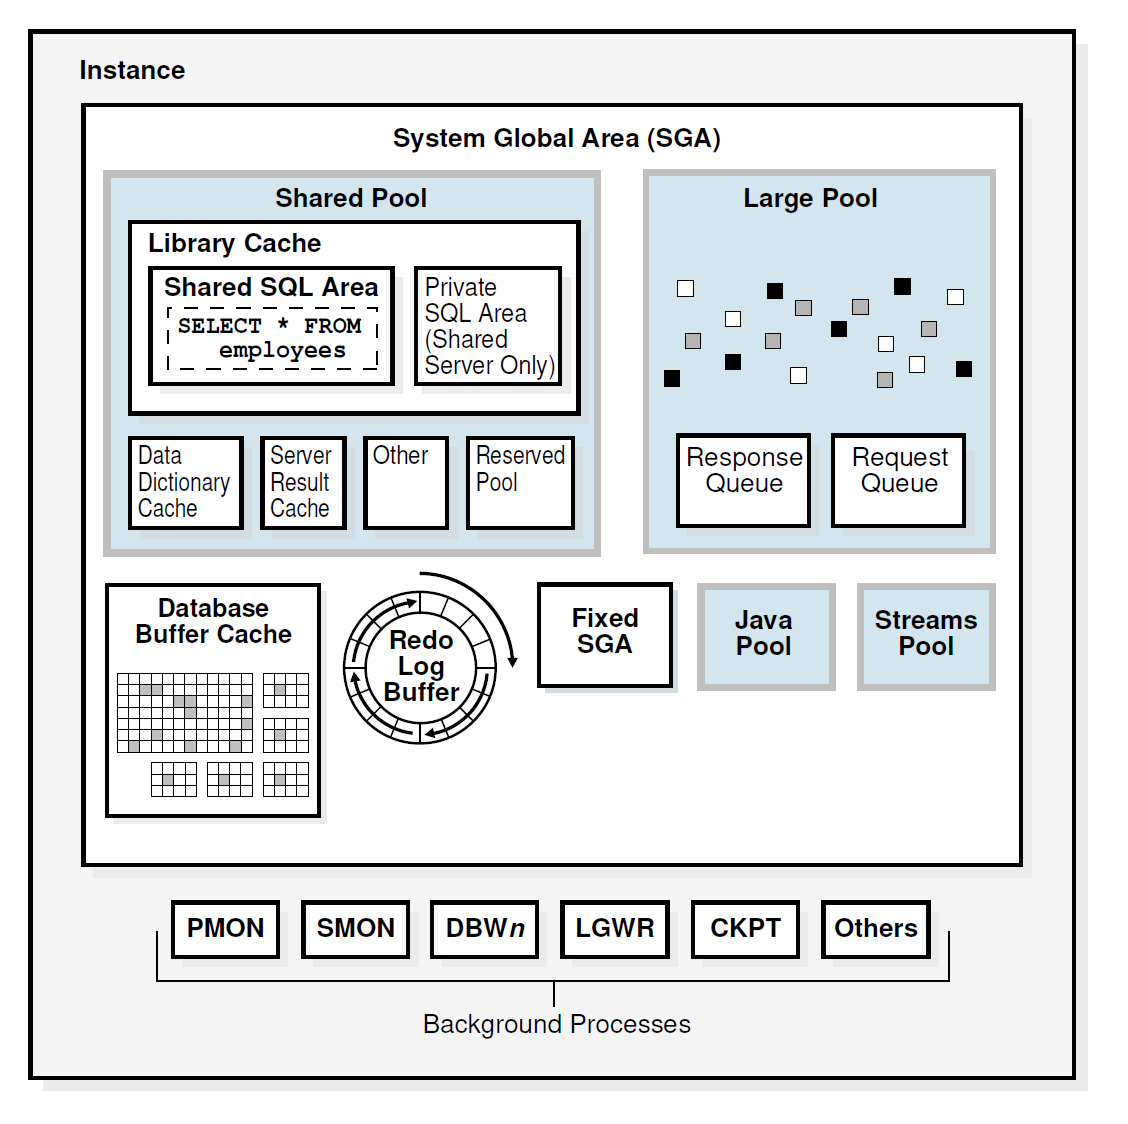 Instance
System Global Area (SGA)
Shared Pool
Library Cache
Shared SQL Area
SELECT * FROM
employees
Private
SQL Area
(Shared
Server Only)
Data
Dictionary
Cache
Server
Result
Cache
Other
Reserved
Pool
Large Pool
Response
Queue
Request
Queue
Database
Buffer Cache
Redo
Log
Buffer
Fixed
SGA
Java
Pool
Streams
Pool
PMON
SMON
DBWn
LGWR
CKPT
Others
Background Processes